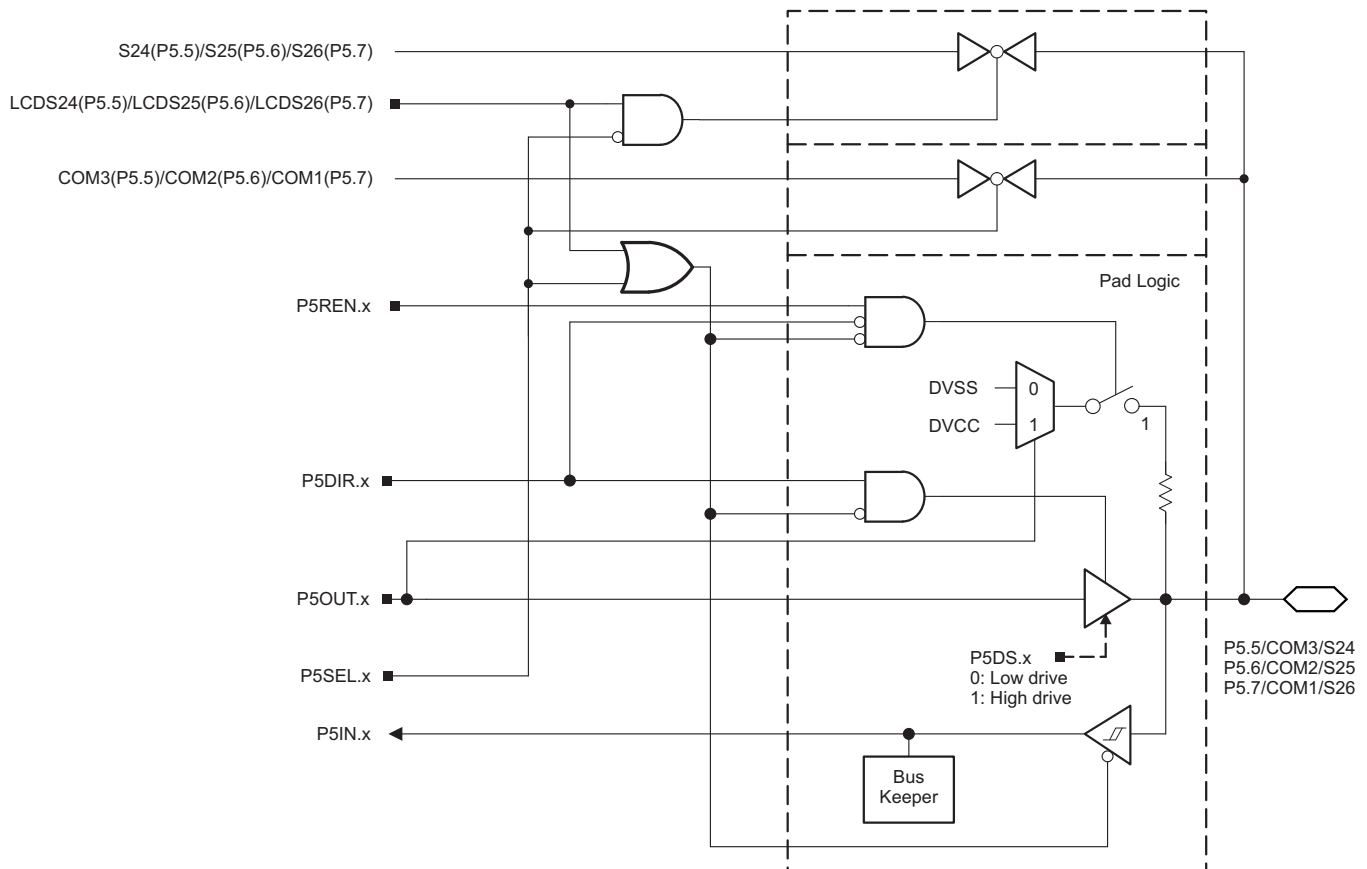 S24(P5.5)/S25(P5.6)/S26(P5.7)
LCDS24(P5.5)/LCDS25(P5.6)/LCDS26(P5.7)
COM3(P5.5)/COM2(P5.6)/COM1(P5.7)
Pad Logic
P5REN.x
DVSS
0
DVCC
1
1
P5DIR.x
P5OUT.x
P5DS.x
0: Low drive
1: High drive
P5.5/COM3/S24
P5.6/COM2/S25
P5.7/COM1/S26
P5SEL.x
P5IN.x
Bus
Keeper